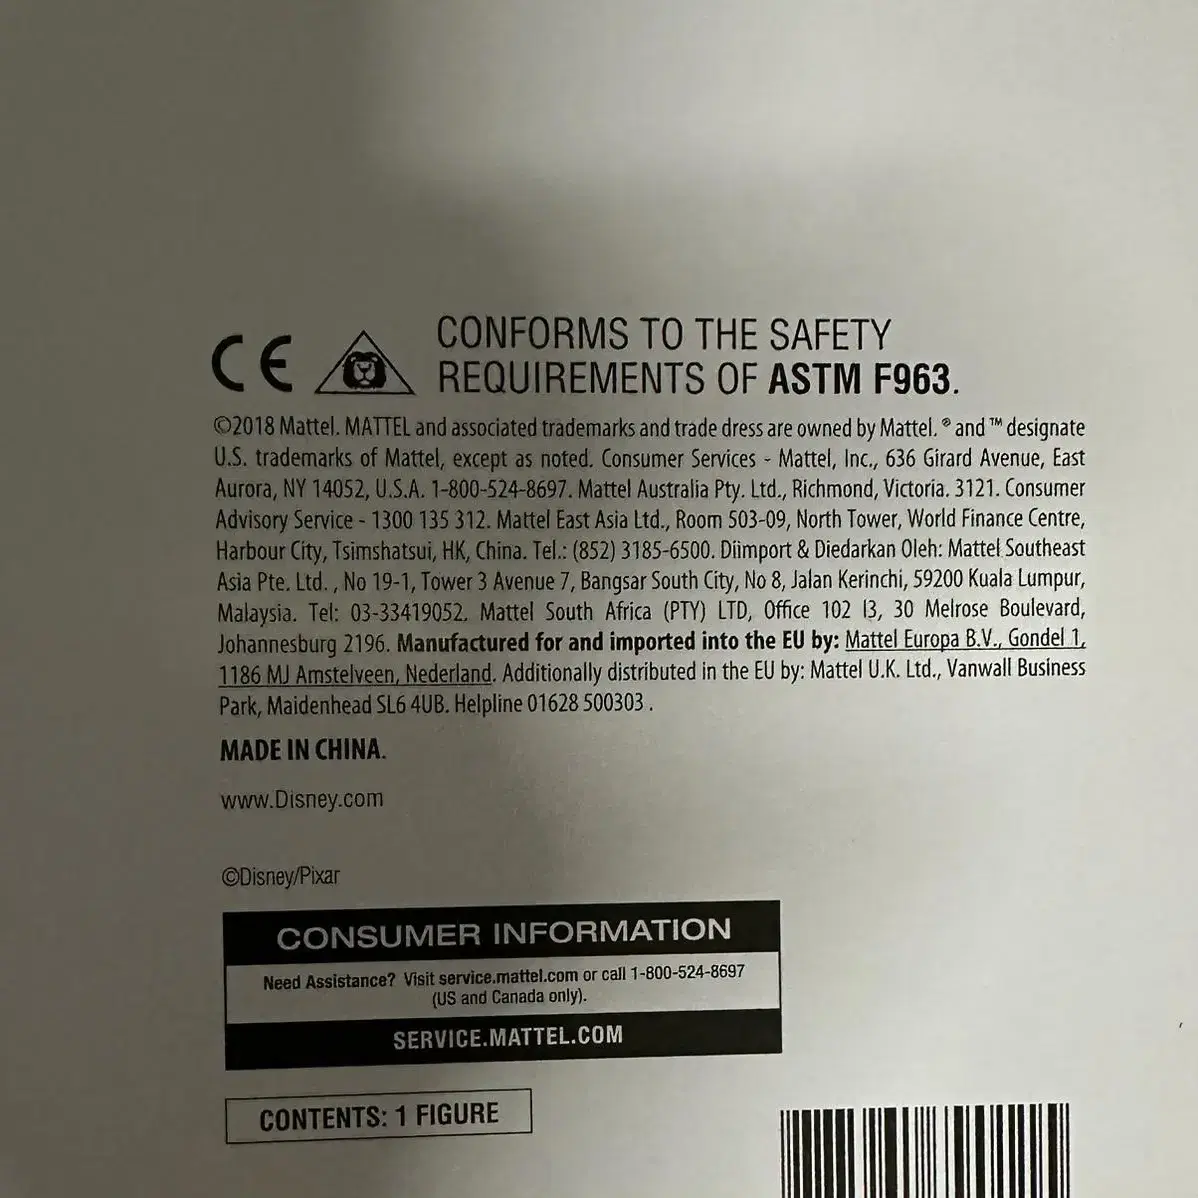 CE
CONFORMS TO THE SAFETY
REQUIREMENTS OF ASTM F963.
©2018 Mattel. MATTEL and associated trademarks and trade dress are owned by Mattel. ® and ™ designate
U.S. trademarks of Mattel, except as noted. Consumer Services - Mattel, Inc., 636 Girard Avenue, East
Aurora, NY 14052, U.S.A. 1-800-524-8697. Mattel Australia Pty. Ltd., Richmond, Victoria. 3121. Consumer
Advisory Service - 1300 135 312. Mattel East Asia Ltd., Room 503-09, North Tower, World Finance Centre,
Harbour City, Tsimshatsui, HK, China. Tel.: (852) 3185-6500. Diimport & Diedarkan Oleh: Mattel Southeast
Asia Pte. Ltd. , No 19-1, Tower 3 Avenue 7, Bangsar South City, No 8, Jalan Kerinchi, 59200 Kuala Lumpur,
Malaysia. Tel: 03-33419052. Mattel South Africa (PTY) LTD, Office 102 I3, 30 Melrose Boulevard,
Johannesburg 2196. Manufactured for and imported into the EU by: Mattel Europa B.V., Gondel 1,
1186 MJ Amstelveen, Nederland. Additionally distributed in the EU by: Mattel U.K. Ltd., Vanwall Business
Park, Maidenhead SL6 4UB. Helpline 01628 500303 .
MADE IN CHINA.
www.Disney.com
©Disney/Pixar
CONSUMER INFORMATION
Need Assistance? Visit service.mattel.com or call 1-800-524-8697
(US and Canada only).
SERVICE.MATTEL.COM
CONTENTS: 1 FIGURE